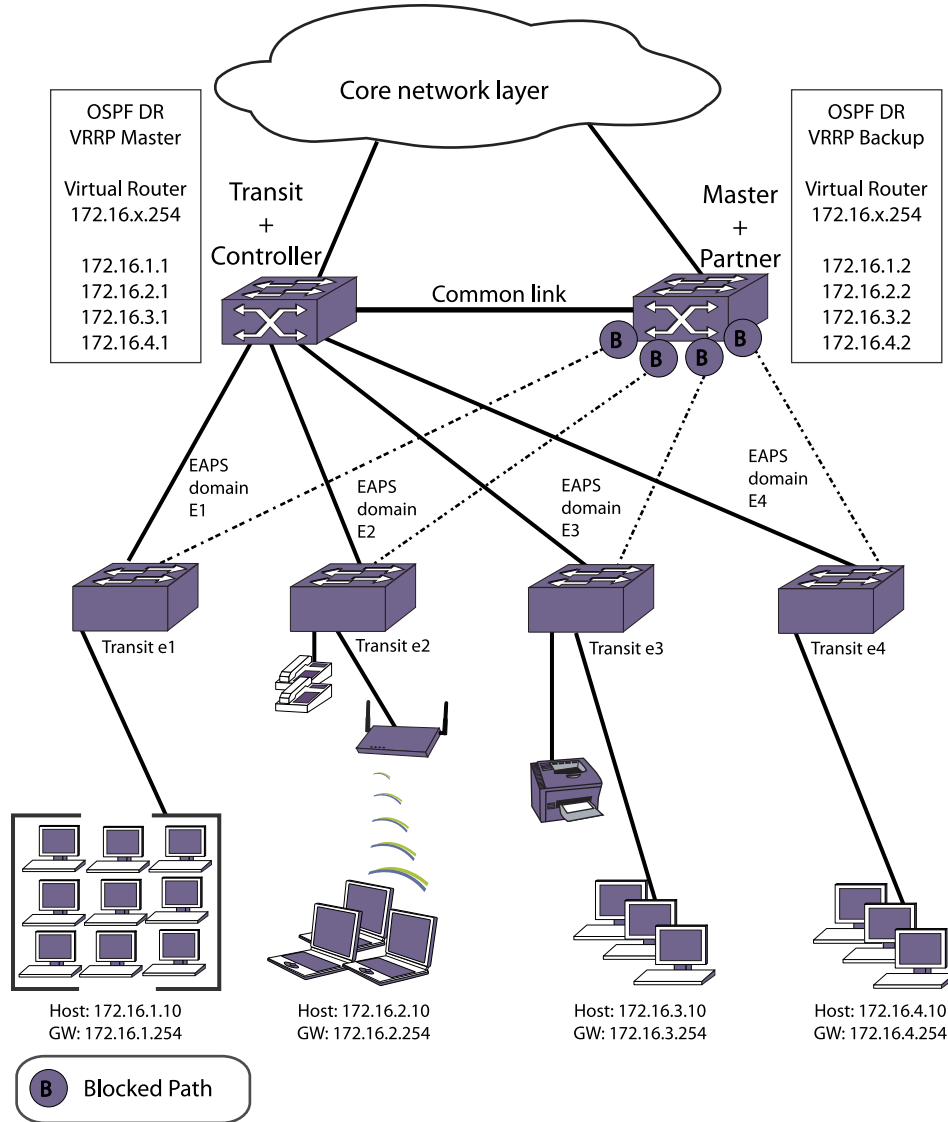 Core network layer
OSPF DR
VRRP Master
Virtual Router
172.16.x.254
172.16.1.1
172.16.2.1
172.16.3.1
172.16.4.1
Transit
+
Controller
Master
+
Partner
OSPF DR
VRRP Backup
Virtual Router
172.16.x.254
172.16.1.2
172.16.2.2
172.16.3.2
172.16.4.2
Common link
B
B
B
B
EAPS
domain
E1
EAPS
domain
E2
EAPS
domain
E3
EAPS
domain
E4
Transit e1
Transit e2
Transit e3
Transit e4
Host: 172.16.1.10
GW: 172.16.1.254
Host: 172.16.2.10
GW: 172.16.2.254
Host: 172.16.3.10
GW: 172.16.3.254
Host: 172.16.4.10
GW: 172.16.4.254
B Blocked Path